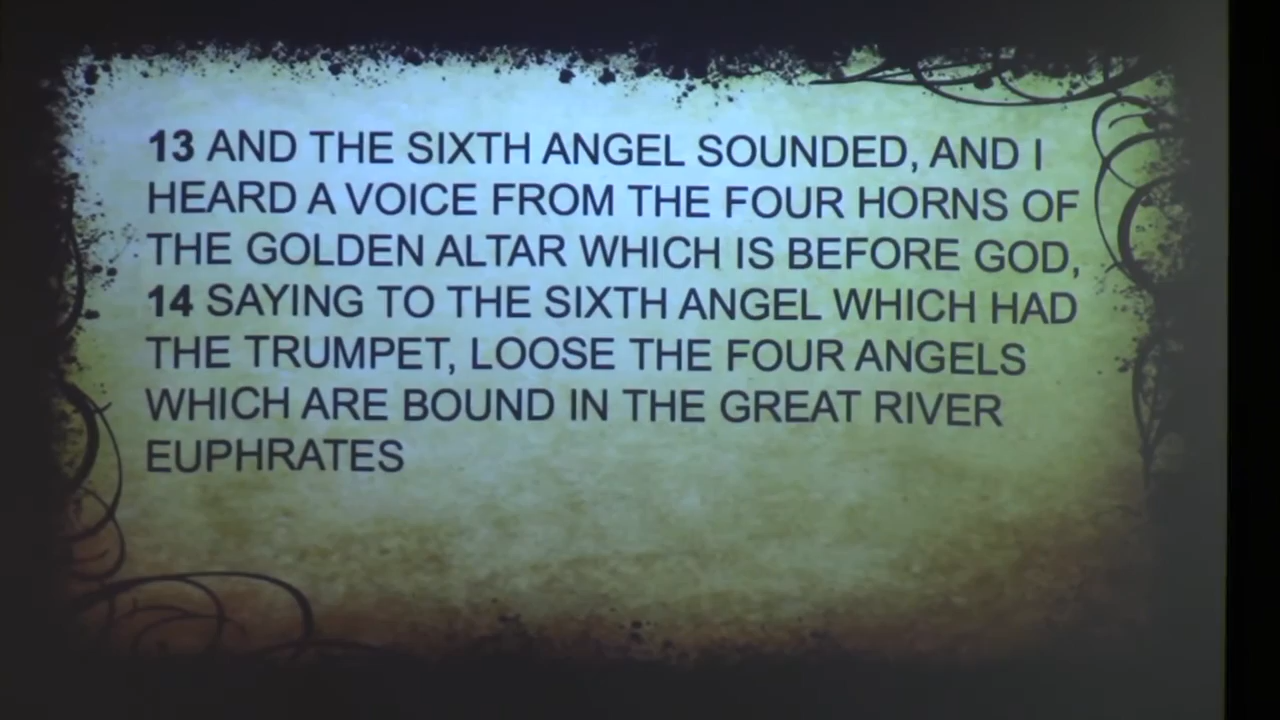 13 AND THE SIXTH ANGEL SOUNDED, AND I
HEARD A VOICE FROM THE FOUR HORNS OF
THE GOLDEN ALTAR WHICH IS BEFORE GOD,
14 SAYING TO THE SIXTH ANGEL WHICH HAD
THE TRUMPET, LOOSE THE FOUR ANGELS
WHICH ARE BOUND IN THE GREAT RIVER
EUPHRATES